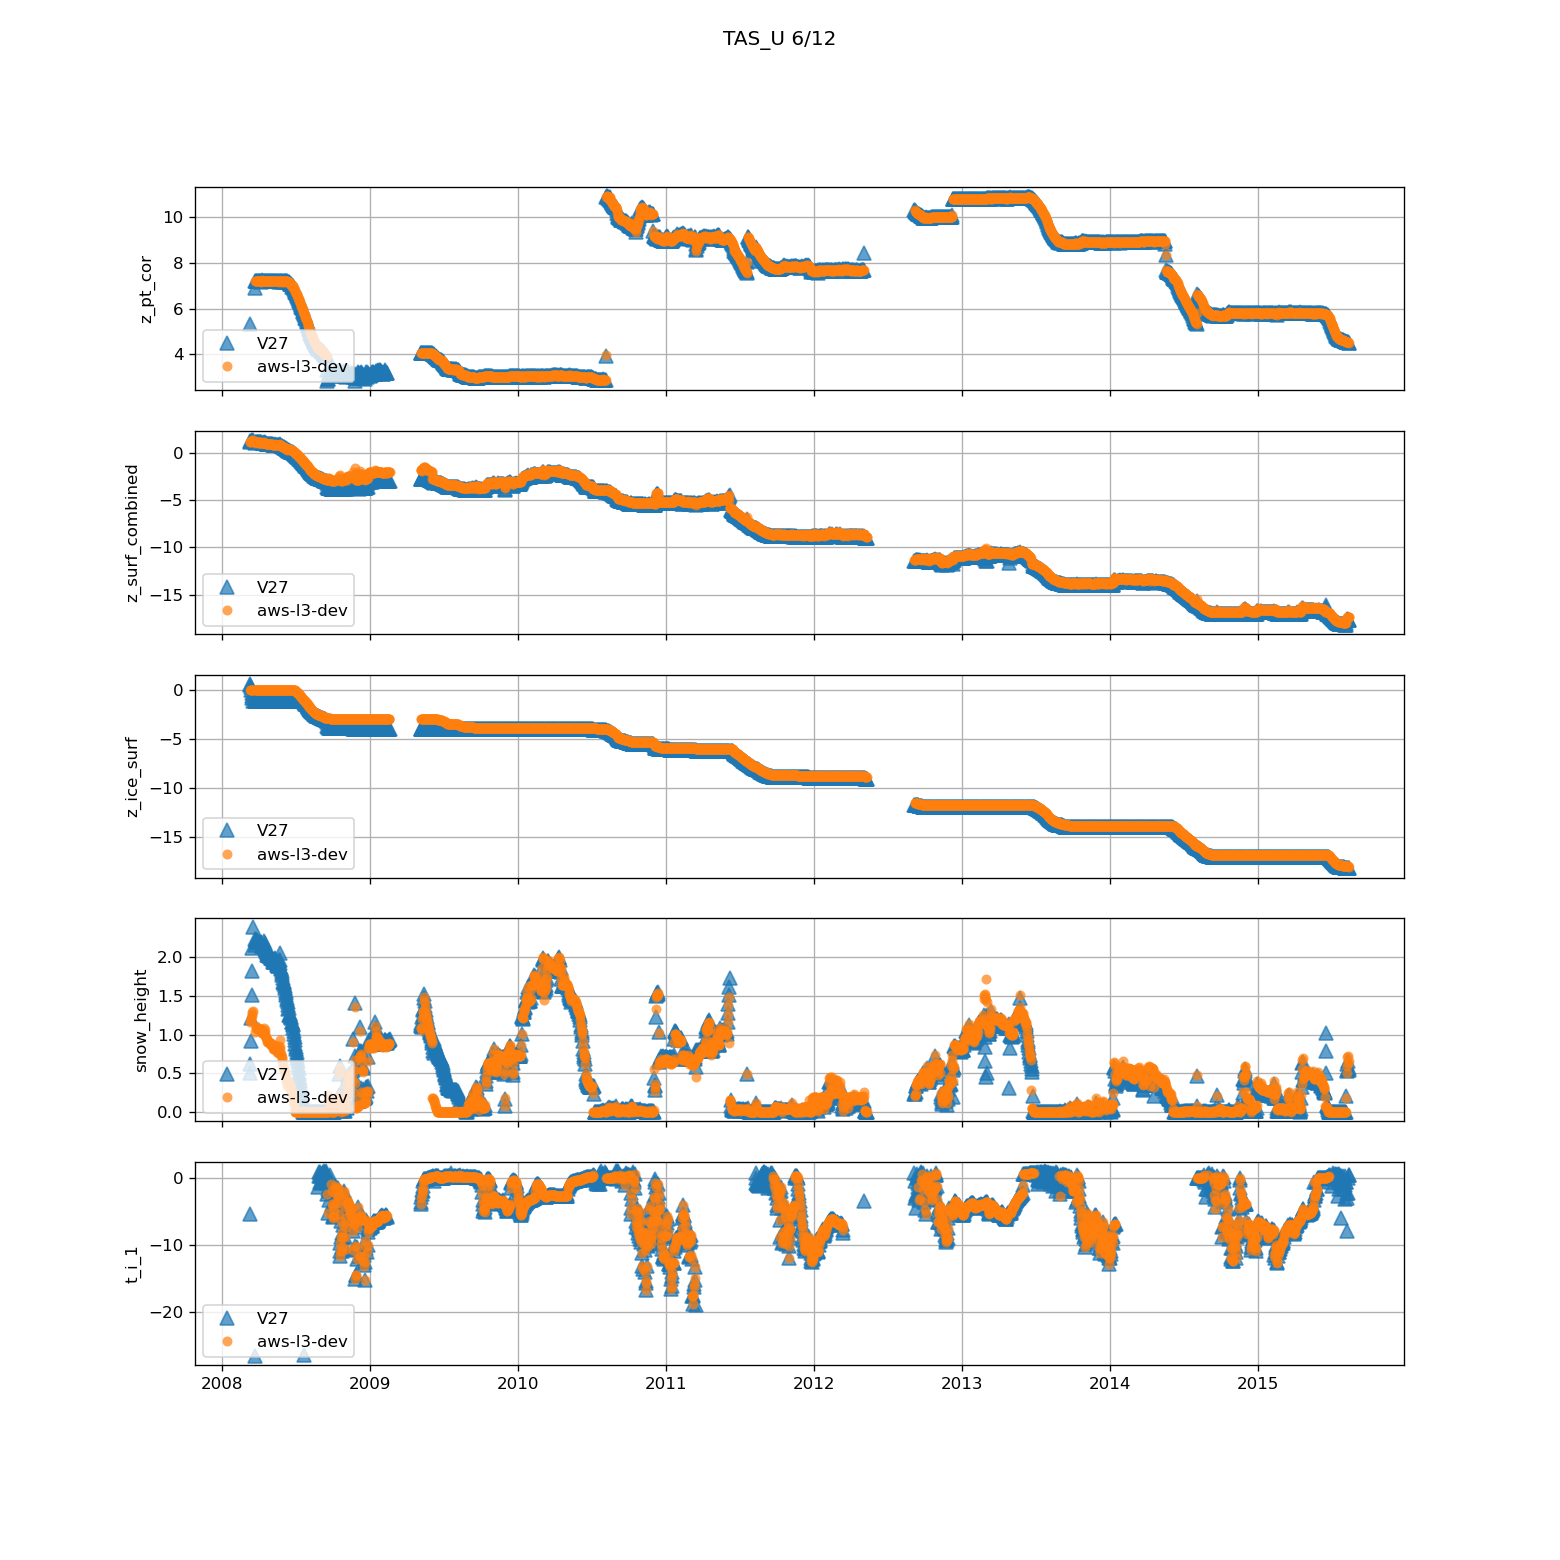 TAS_U 6/12
z_pt_cor
10
8
6
4
V27
aws-l3-dev
z_surf_combined
0
−5
−10
−15
V27
aws-l3-dev
z_ice_surf
0
−5
−10
−15
V27
aws-l3-dev
snow_height
2.0
1.5
1.0
0.5
0.0
V27
aws-l3-dev
t_i_1
0
−10
−20
V27
aws-l3-dev
2008 2009 2010 2011 2012 2013 2014 2015